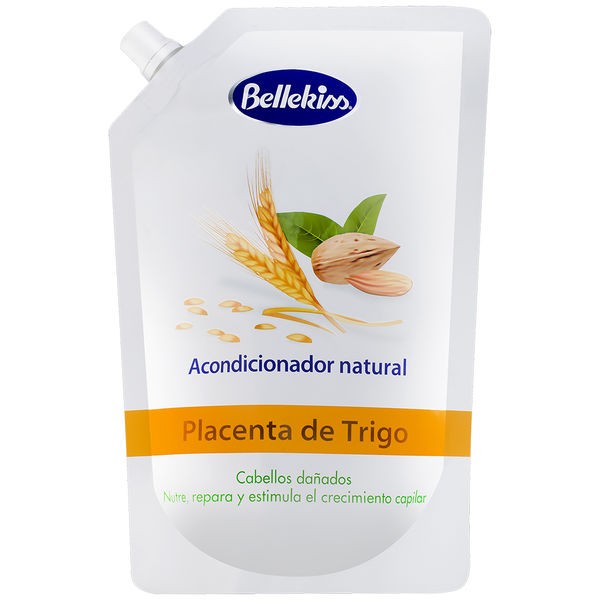 Bellekiss
Acondicionador natural
Placenta de Trigo
Cabellos dañados
Nutre, repara y estimula el crecimiento capilar